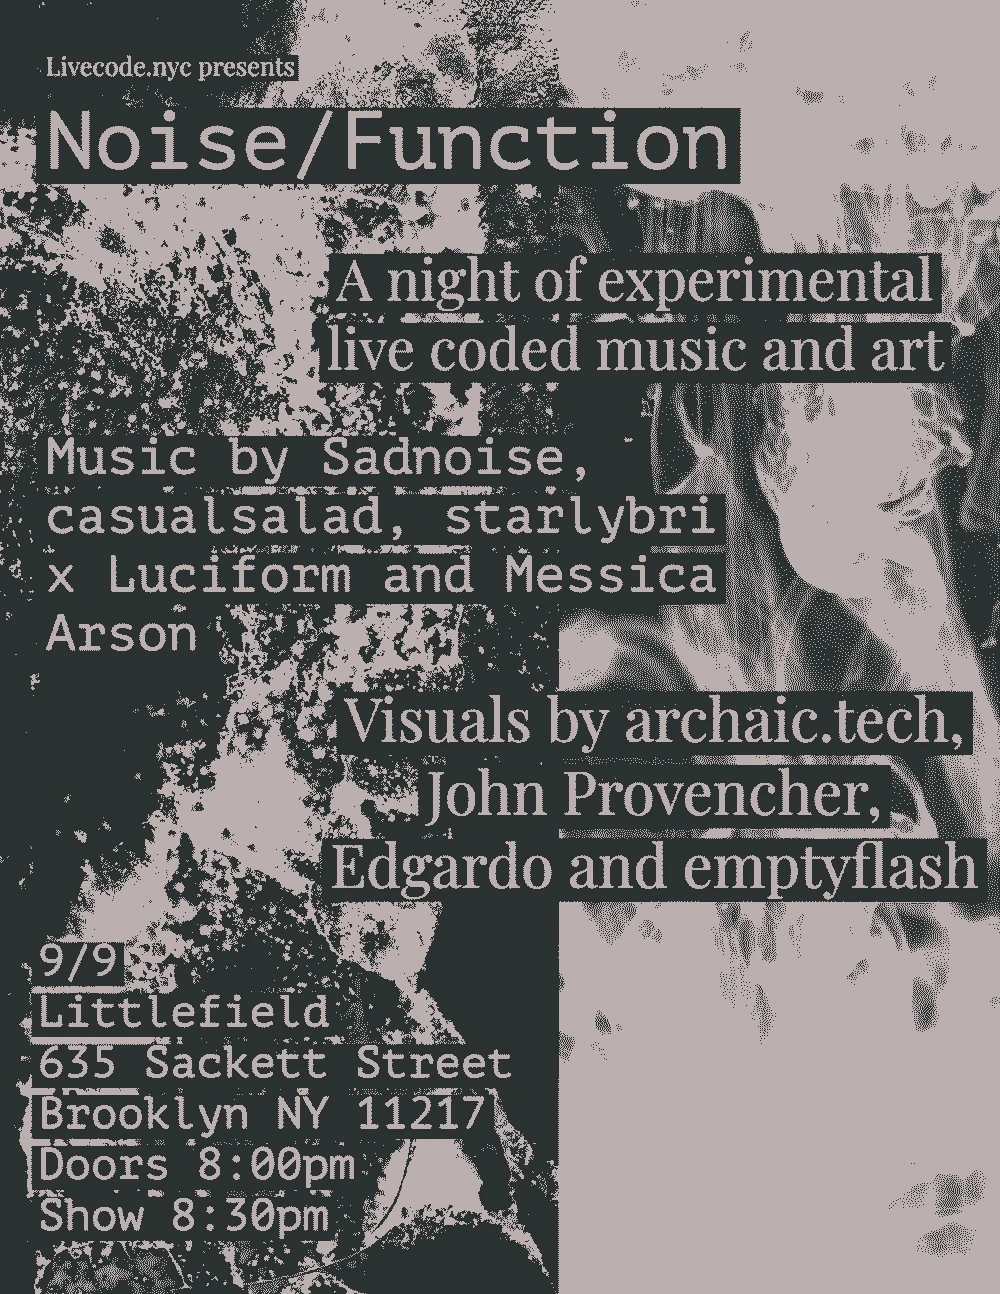 Livecode.nyc presents
Noise/Function
A night of experimental
live coded music and art
Music by Sadnoise,
casualsalad, starlybri
x Luciform and Messica
Arson
Visuals by archaic.tech,
John Provencher,
Edgardo and emptyflash
9/9
Littlefield
635 Sackett Street
Brooklyn NY 11217
Doors 8:00pm
Show 8:30pm